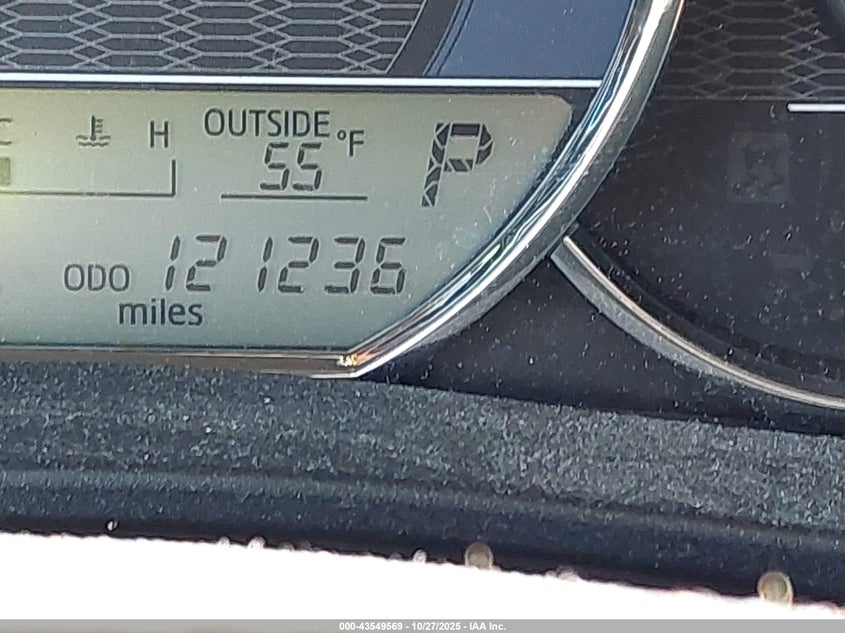 C H OUTSIDE °F P
55
ODO 121236
miles
000-43549569 - 10/27/2025 - IAA Inc.